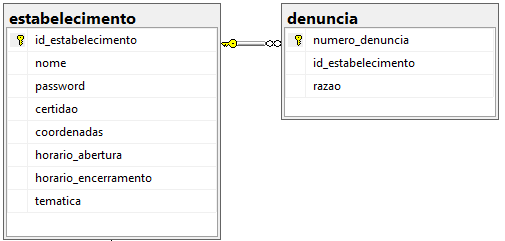 estabelecimento
id_estabelecimento
nome
password
certidao
coordenadas
horario_abertura
horario_encerramento
tematica
denuncia
numero_denuncia
id_estabelecimento
razao